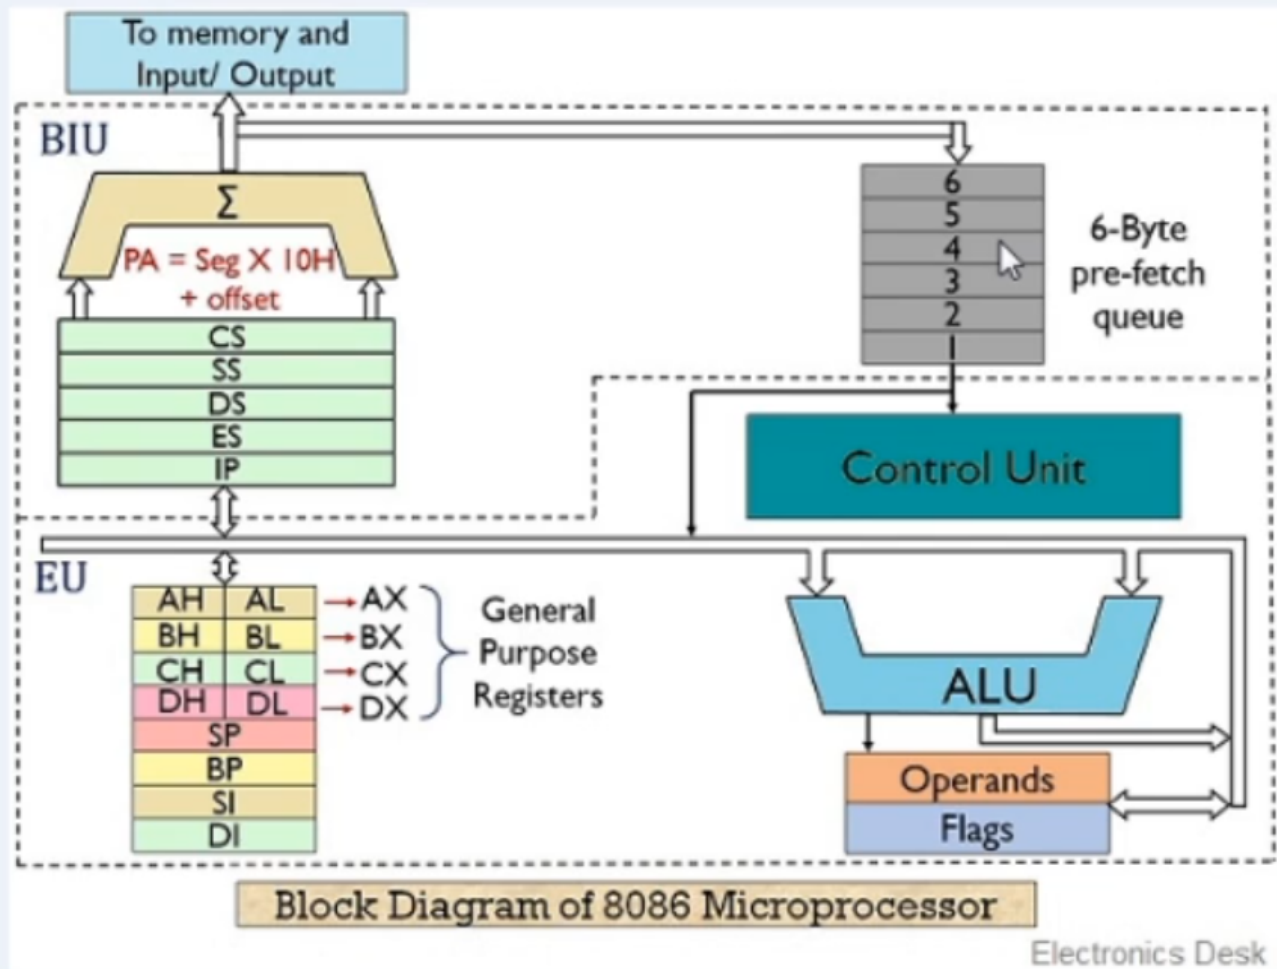 To memory and
Input/ Output
BIU
Σ
PA = Seg X 10H
+ offset
CS
SS
DS
ES
IP
6
5
4
3
2
1
6-Byte
pre-fetch
queue
Control Unit
EU
AH AL → AX
BH BL → BX
CH CL → CX
DH DL → DX
SP
BP
SI
DI
General
Purpose
Registers
ALU
Operands
Flags
Block Diagram of 8086 Microprocessor
Electronics Desk